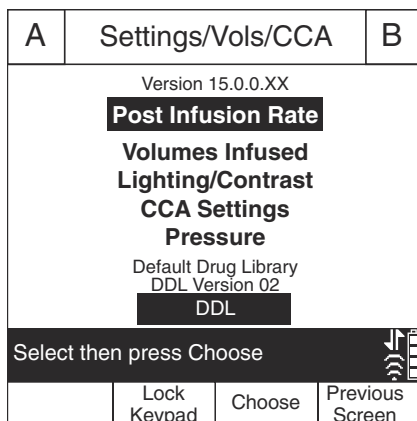 A Settings/Vols/CCA B
Version 15.0.0.XX
Post Infusion Rate
Volumes Infused
Lighting/Contrast
CCA Settings
Pressure
Default Drug Library
DDL Version 02
DDL
Select then press Choose
Lock Keypad
Choose
Previous Screen